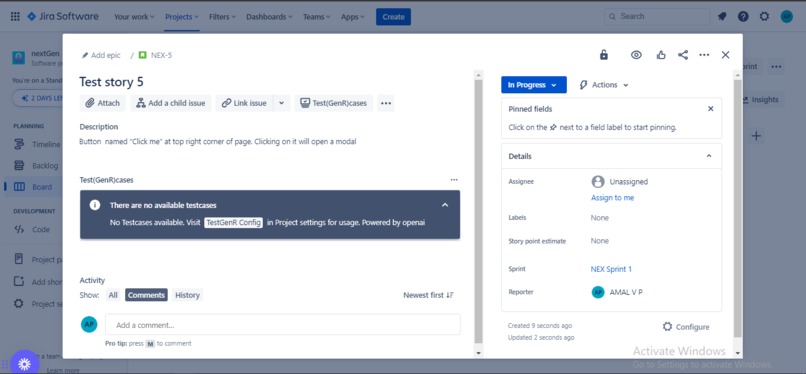 Jira Software
Your work
Projects
Filters
Dashboards
Teams
Apps
Create
Search
nextGen
Software p
You're on a Stand
2 DAYS LEF
PLANNING
Timeline
Backlog
Board
DEVELOPMENT
Code
Project pa
Add shor
Project se
Learn more
Add epic / NEX-5
Test story 5
Attach
Add a child issue
Link issue
Test(GenR)cases
Description
Button named "Click me" at top right corner of page. Clicking on it will open a modal
Test(GenR)cases
There are no available testcases
No Testcases available. Visit TestGenR Config in Project settings for usage. Powered by openai
Activity
Show: All Comments History
Newest first
AP
Add a comment...
Pro tip: press M to comment
In Progress
Actions
Pinned fields
Click on the next to a field label to start pinning.
Details
Assignee
Unassigned
Assign to me
Labels
None
Story point estimate
None
Sprint
NEX Sprint 1
Reporter
AP AMAL V P
Created 9 seconds ago
Updated 2 seconds ago
Configure
print
Insights
AP
Activate Windows
Go to Settings to activate Windows.